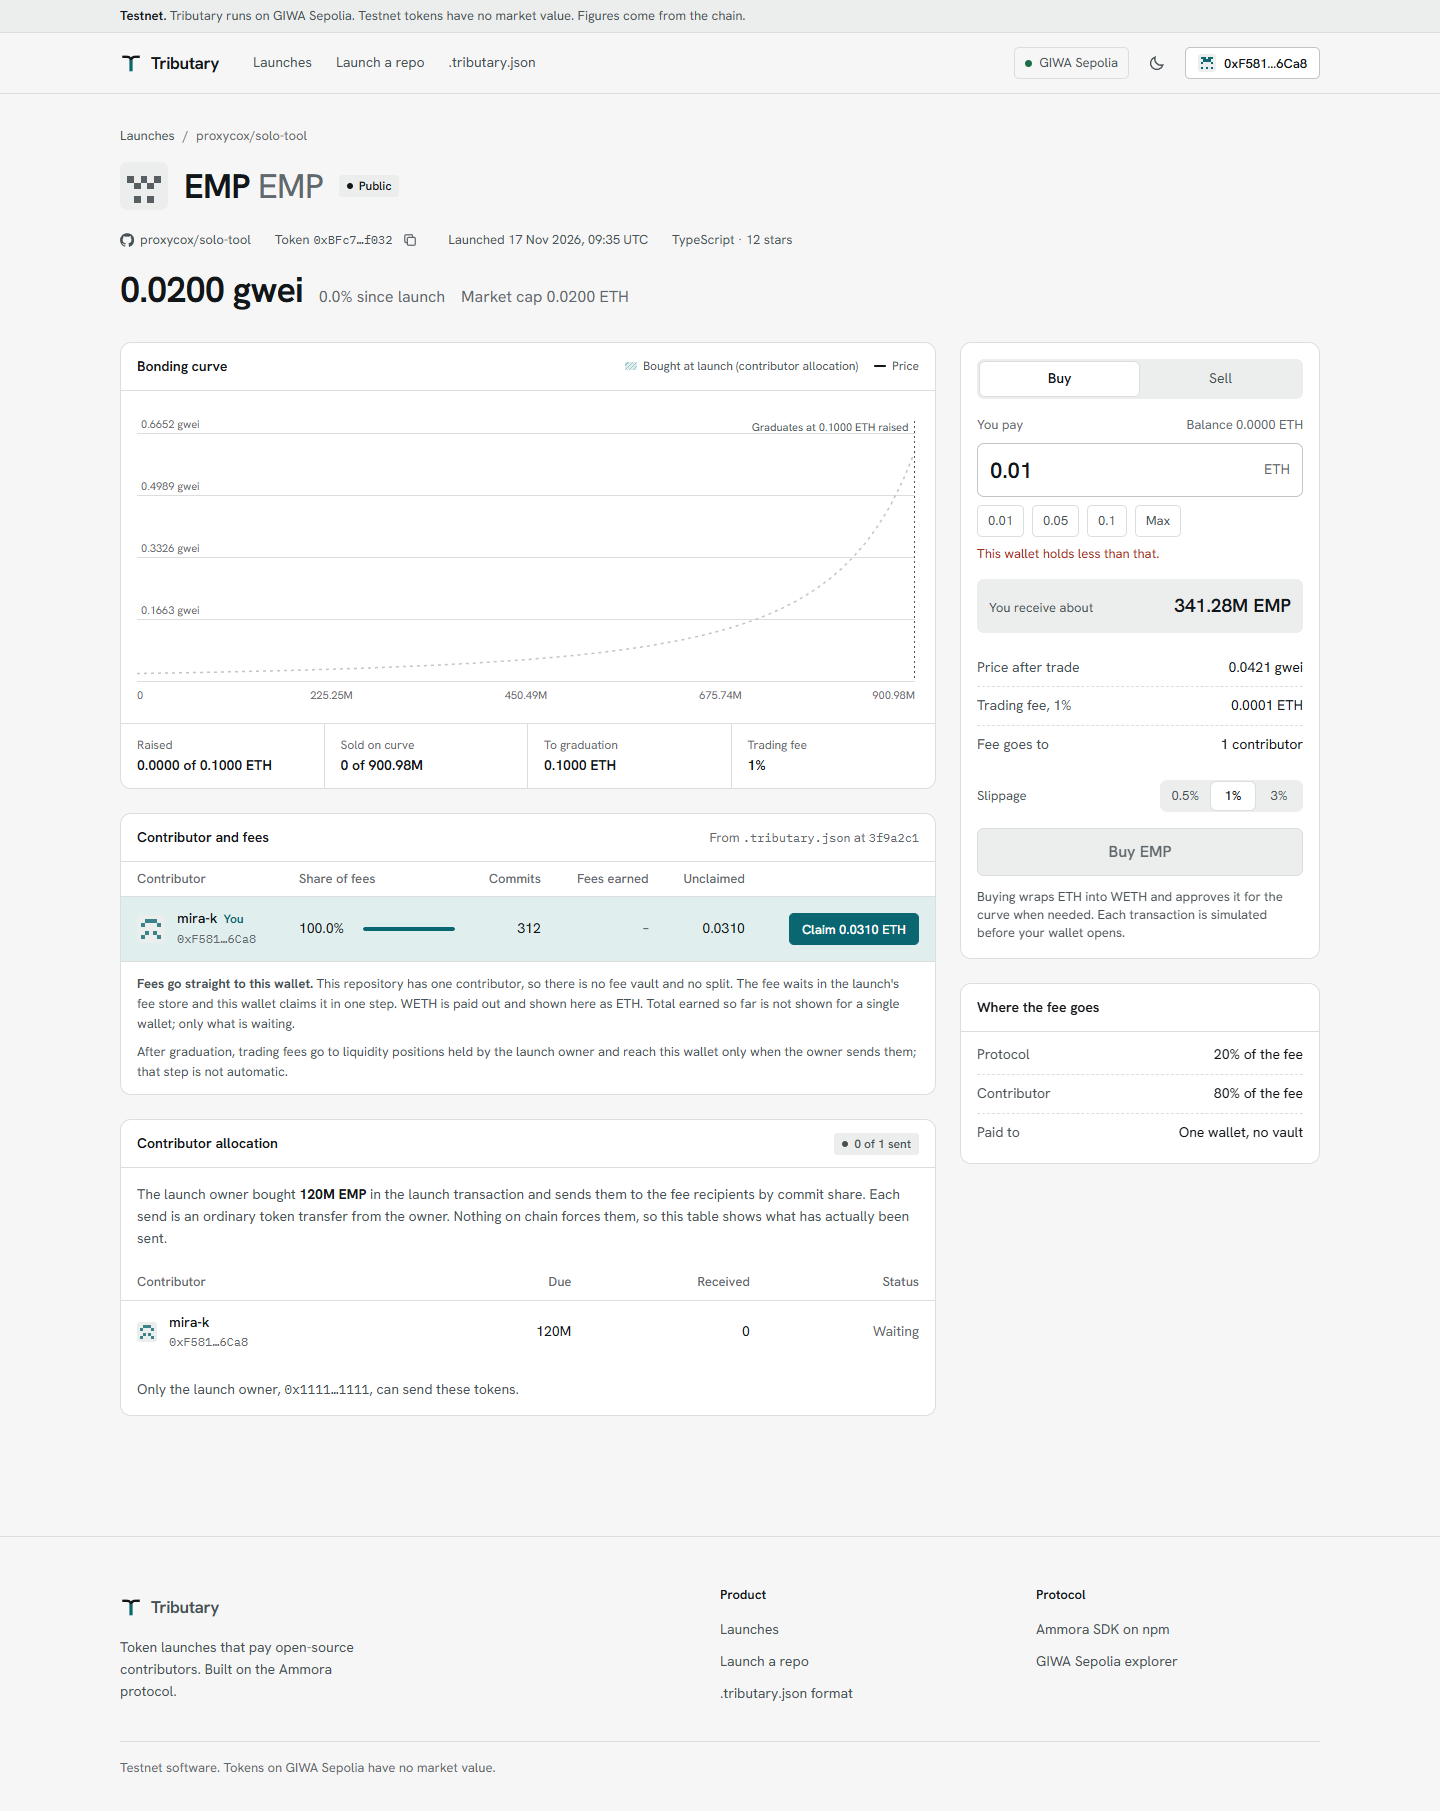 Testnet. Tributary runs on GIWA Sepolia. Testnet tokens have no market value. Figures come from the chain.
Tributary
Launches
Launch a repo
.tributary.json
GIWA Sepolia
0xF581…6Ca8
Launches / proxycox/solo-tool
EMP EMP
Public
proxycox/solo-tool
Token 0xBFc7…f032
Launched 17 Nov 2026, 09:35 UTC
TypeScript · 12 stars
0.0200 gwei
0.0% since launch
Market cap 0.0200 ETH
Bonding curve
Bought at launch (contributor allocation)
Price
Graduates at 0.1000 ETH raised
0.6652 gwei
0.4989 gwei
0.3326 gwei
0.1663 gwei
0
225.25M
450.49M
675.74M
900.98M
Raised
0.0000 of 0.1000 ETH
Sold on curve
0 of 900.98M
To graduation
0.1000 ETH
Trading fee
1%
Contributor and fees
From .tributary.json at 3f9a2c1
Contributor
Share of fees
Commits
Fees earned
Unclaimed
mira-k You
0xF581…6Ca8
100.0%
312
–
0.0310
Claim 0.0310 ETH
Fees go straight to this wallet. This repository has one contributor, so there is no fee vault and no split. The fee waits in the launch's
fee store and this wallet claims it in one step. WETH is paid out and shown here as ETH. Total earned so far is not shown for a single
wallet; only what is waiting.
After graduation, trading fees go to liquidity positions held by the launch owner and reach this wallet only when the owner sends them;
that step is not automatic.
Contributor allocation
0 of 1 sent
The launch owner bought 120M EMP in the launch transaction and sends them to the fee recipients by commit share. Each
send is an ordinary token transfer from the owner. Nothing on chain forces them, so this table shows what has actually been
sent.
Contributor
Due
Received
Status
mira-k
0xF581…6Ca8
120M
0
Waiting
Only the launch owner, 0x1111…1111, can send these tokens.
Buy
Sell
You pay
Balance 0.0000 ETH
0.01
ETH
0.01
0.05
0.1
Max
This wallet holds less than that.
You receive about
341.28M EMP
Price after trade
0.0421 gwei
Trading fee, 1%
0.0001 ETH
Fee goes to
1 contributor
Slippage
0.5%
1%
3%
Buy EMP
Buying wraps ETH into WETH and approves it for the
curve when needed. Each transaction is simulated
before your wallet opens.
Where the fee goes
Protocol
20% of the fee
Contributor
80% of the fee
Paid to
One wallet, no vault
Tributary
Token launches that pay open-source
contributors. Built on the Ammora
protocol.
Product
Launches
Launch a repo
.tributary.json format
Protocol
Ammora SDK on npm
GIWA Sepolia explorer
Testnet software. Tokens on GIWA Sepolia have no market value.